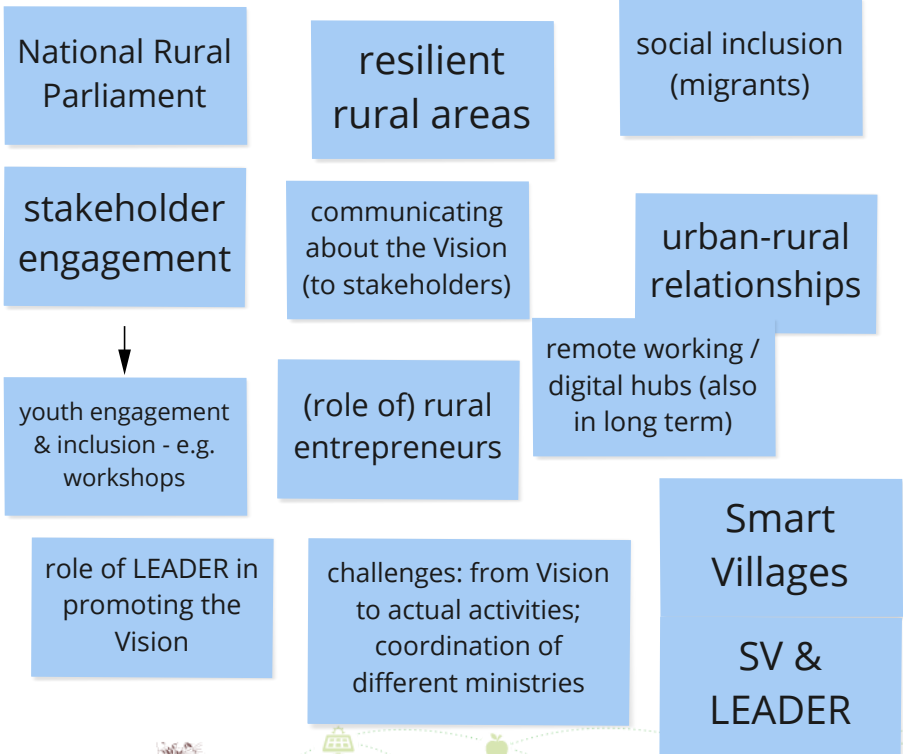 National Rural
Parliament
resilient
rural areas
social inclusion
(migrants)
stakeholder
engagement
communicating
about the Vision
(to stakeholders)
urban-rural
relationships
remote working /
digital hubs (also
in long term)
youth engagement
& inclusion - e.g.
workshops
(role of) rural
entrepreneurs
Smart
Villages
role of LEADER in
promoting the
Vision
challenges: from Vision
to actual activities;
coordination of
different ministries
SV &
LEADER